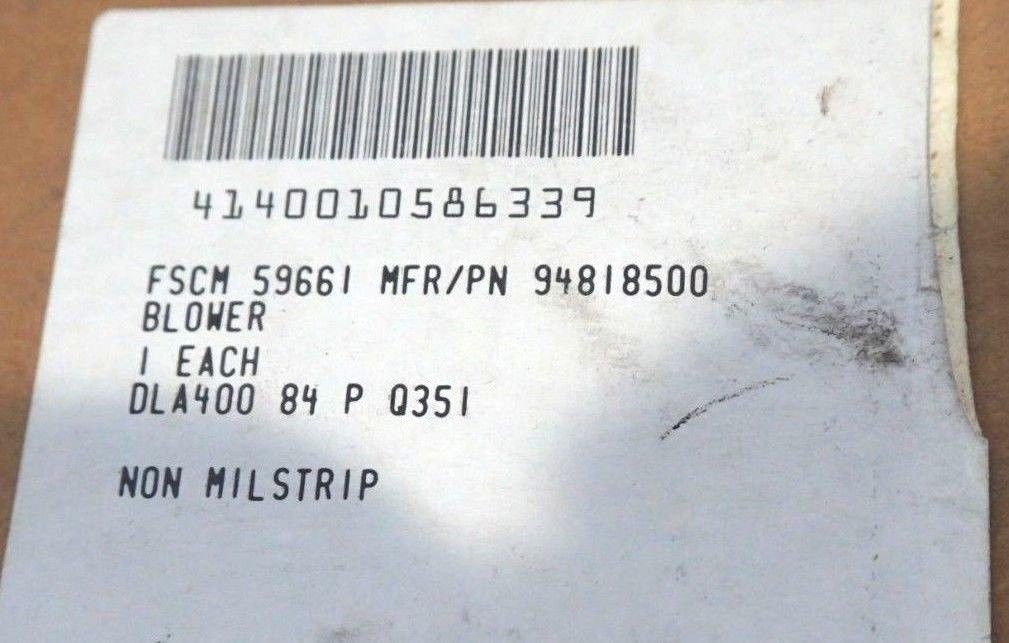 4140010586339
FSCM 59661 MFR/PN 94818500
BLOWER
1 EACH
DLA400 84 P Q351
NON MILSTRIP